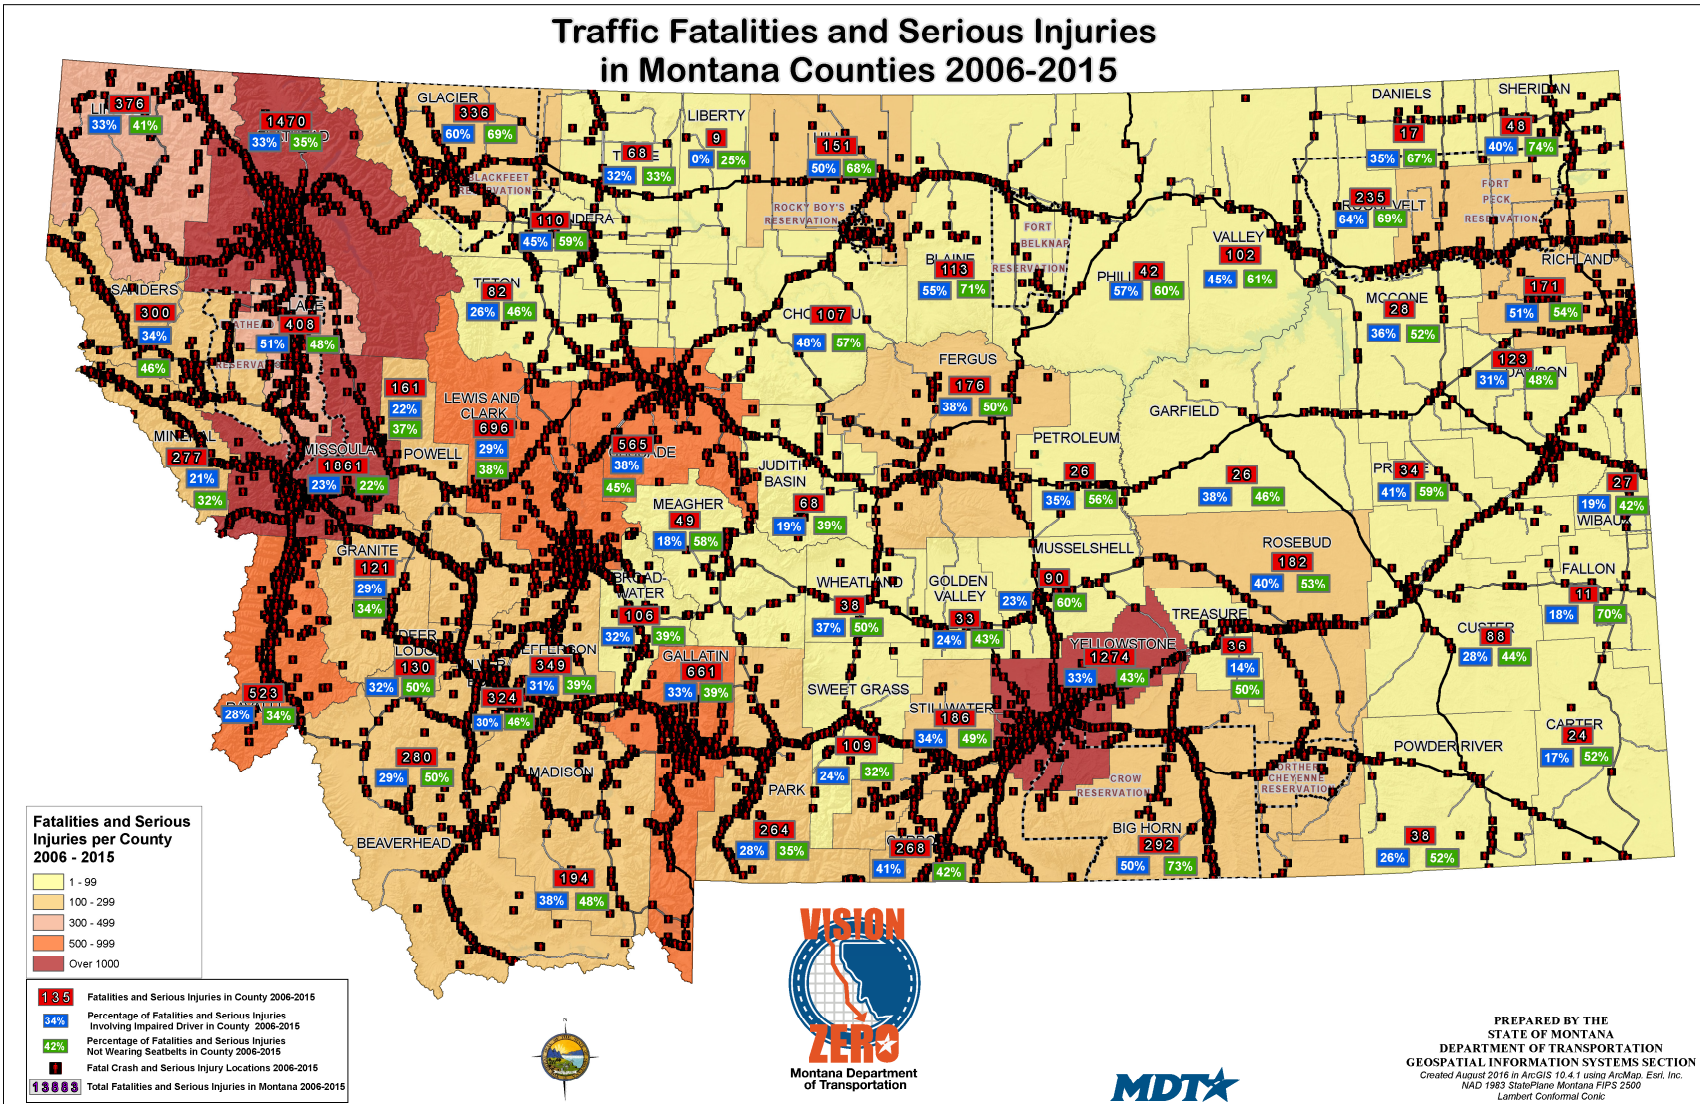 Traffic Fatalities and Serious Injuries
in Montana Counties 2006-2015
376
33% 41%
1470
33% 35%
GLACIER
336
60% 69%
BLACKFEET
68
32% 33%
LIBERTY
9
0% 25%
151
50% 68%
ROCKY BOY'S
RESERVATION
110
45% 59%
TETON
82
26% 46%
FORT
BELKNAP
RESERVATION
BLAINE
113
55% 71%
42
57% 60%
VALLEY
102
45% 61%
DANIELS
17
35% 67%
SHERIDAN
48
40% 74%
235
64% 69%
FORT
PECK
RESERVATION
RICHLAND
171
51% 54%
MCCONE
28
36% 52%
123
DAWSON
31% 48%
SANDERS
300
34%
46%
LAKE
408
51% 48%
107
40% 57%
FERGUS
176
38% 50%
161
22%
37%
POWELL
LEWIS AND
CLARK
696
29%
38%
565
38%
45%
MINERAL
277
21%
32%
MISSOULA
1061
23% 22%
JUDITH
BASIN
68
19% 39%
MEAGHER
49
18% 58%
PETROLEUM
26
35% 56%
GARFIELD
26
38% 46%
34
41% 59%
27
19% 42%
WIBAUX
GRANITE
121
29%
34%
BROAD-
WATER
106
32% 39%
WHEATLAND
38
37% 50%
GOLDEN
VALLEY
33
24% 43%
MUSSELSHELL
90
23% 60%
ROSEBUD
182
40% 53%
FALLON
11
18% 70%
DEER
LODGE
130
32% 50%
JEFFERSON
349
31% 39%
324
30% 46%
GALLATIN
661
33% 39%
YELLOWSTONE
1274
33% 43%
TREASURE
36
14%
50%
CUSTER
88
28% 44%
523
28% 34%
SWEET GRASS
109
24% 32%
STILLWATER
186
34% 49%
CARTER
24
17% 52%
280
29% 50%
MADISON
PARK
CROW
RESERVATION
NORTHERN
CHEYENNE
RESERVATION
POWDER RIVER
38
26% 52%
BEAVERHEAD
194
38% 48%
264
28% 35%
268
41% 42%
BIG HORN
292
50% 73%
Fatalities and Serious
Injuries per County
2006 - 2015
1 - 99
100 - 299
300 - 499
500 - 999
Over 1000
135 Fatalities and Serious Injuries in County 2006-2015
34% Percentage of Fatalities and Serious Injuries
Involving Impaired Driver in County 2006-2015
42% Percentage of Fatalities and Serious Injuries
Not Wearing Seatbelts in County 2006-2015
Fatal Crash and Serious Injury Locations 2006-2015
Total Fatalities and Serious Injuries in Montana 2006-2015
VISION
ZERO
Montana Department
of Transportation
MDT
PREPARED BY THE
STATE OF MONTANA
DEPARTMENT OF TRANSPORTATION
GEOSPATIAL INFORMATION SYSTEMS SECTION
Created August 2016 in ArcGIS 10.4.1 using ArcMap. Esri, Inc.
NAD 1983 StatePlane Montana FIPS 2500
Lambert Conformal Conic